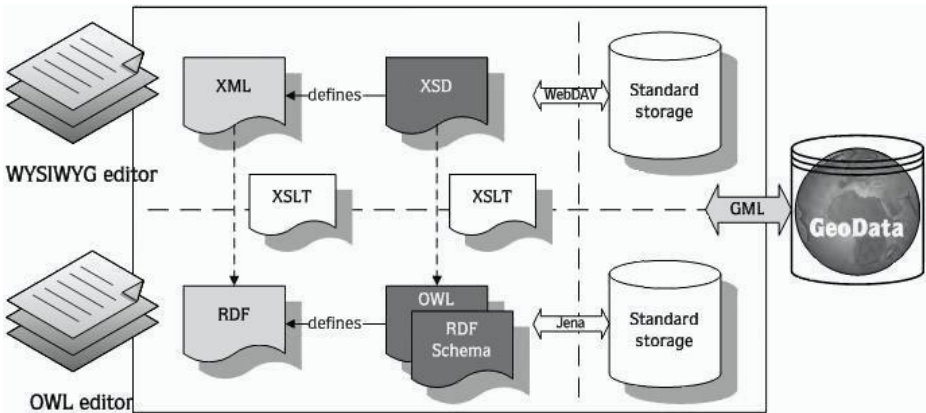 XML
defines
XSD
WebDAV
Standard
storage
WYSIWYG editor
XSLT
XSLT
GML
GeoData
RDF
defines
OWL
RDF
Schema
Jena
Standard
storage
OWL editor